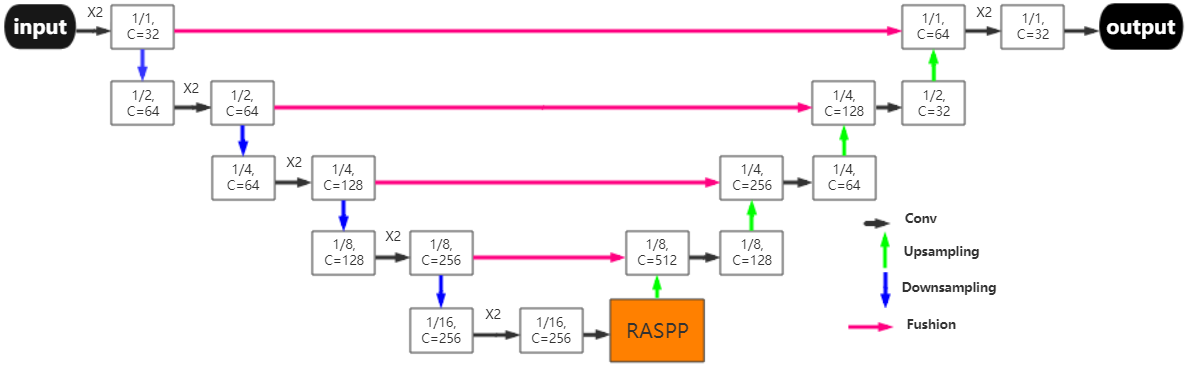 input
X2
1/1,
C=32
1/1,
C=64
X2
1/1,
C=32
output
1/2,
C=64
X2
1/2,
C=64
1/4,
C=128
1/2,
C=32
1/4,
C=64
X2
1/4,
C=128
1/4,
C=256
1/4,
C=64
1/8,
C=128
X2
1/8,
C=256
1/8,
C=512
1/8,
C=128
1/16,
C=256
X2
1/16,
C=256
RASPP
Conv
Upsampling
Downsampling
Fushion